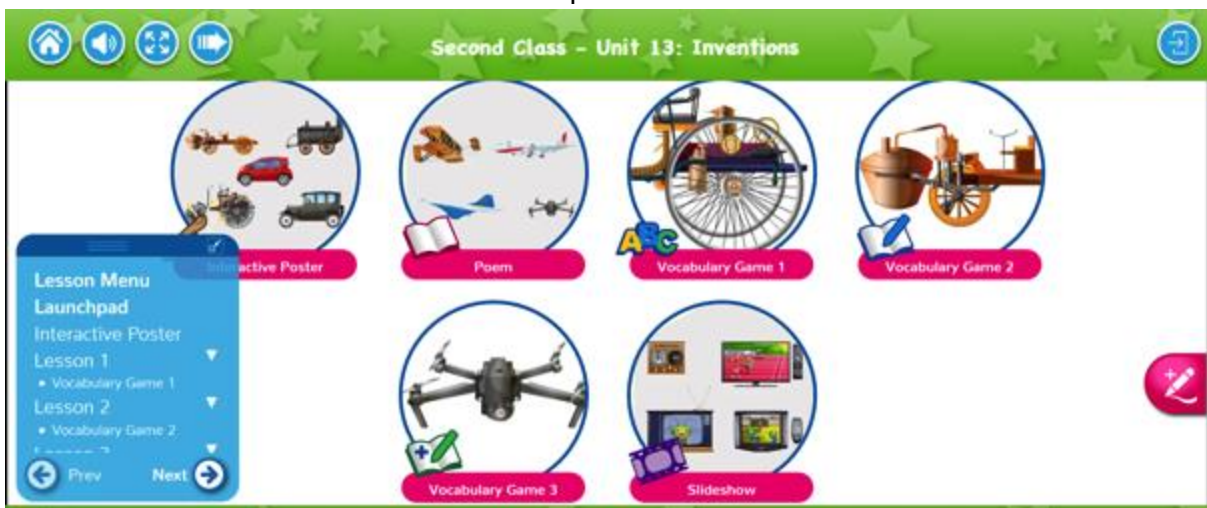 Second Class - Unit 13: Inventions
Interactive Poster
Poem
ABC
Vocabulary Game 1
Vocabulary Game 2
Lesson Menu
Launchpad
Interactive Poster
Lesson 1
• Vocabulary Game 1
Lesson 2
• Vocabulary Game 2
Prev
Next
Vocabulary Game 3
Slideshow